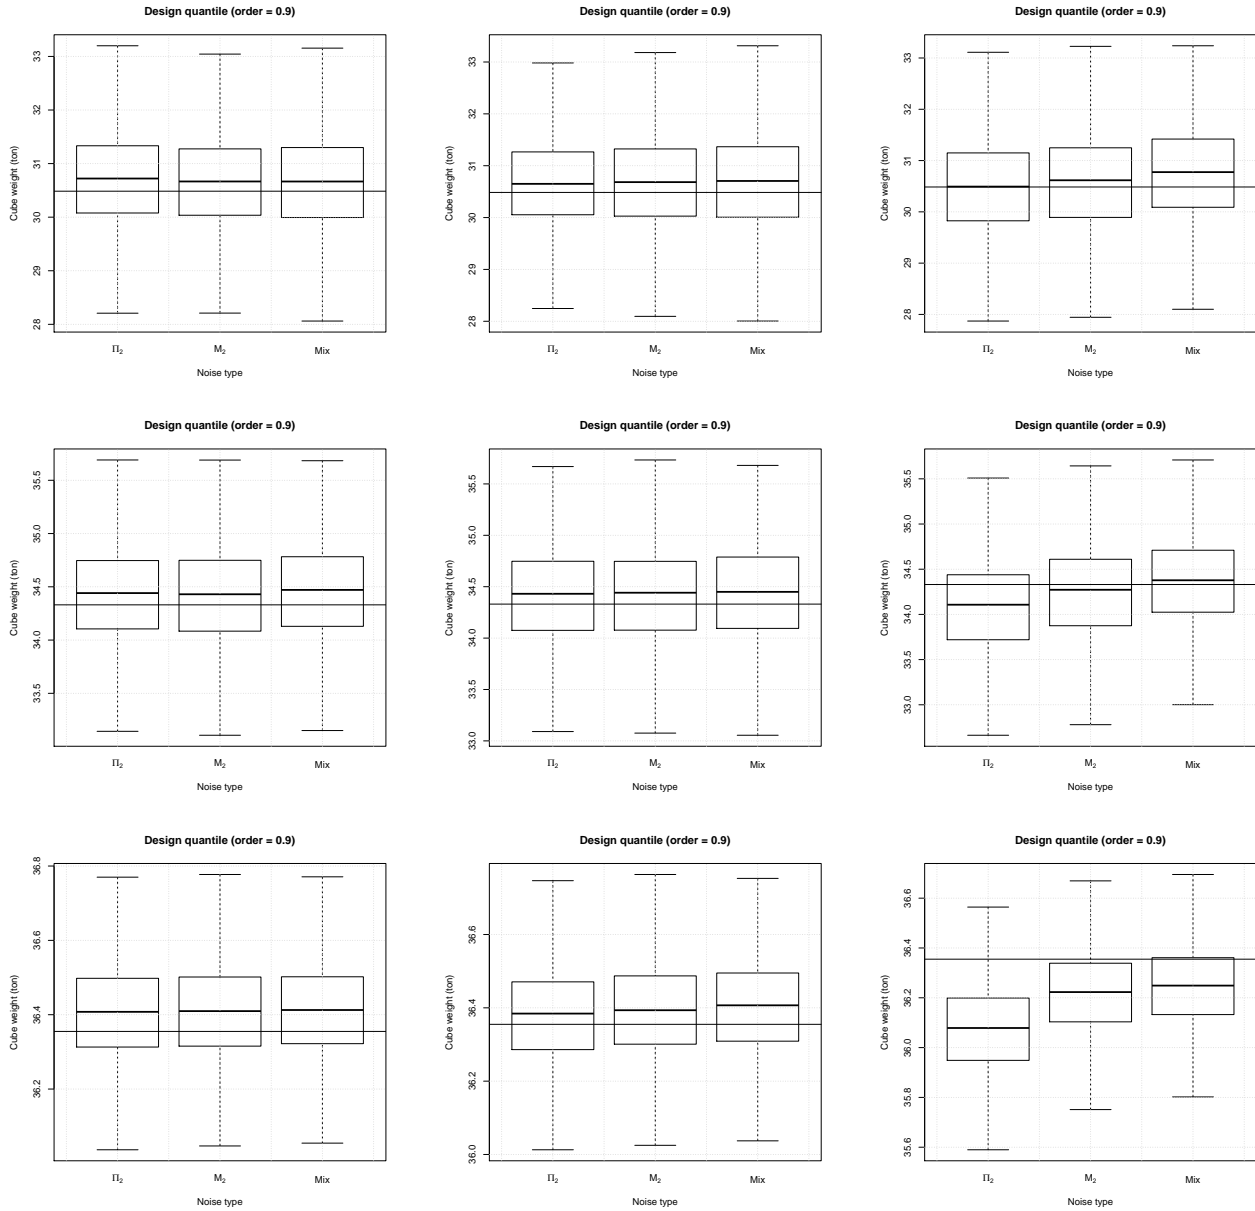 Design quantile (order = 0.9)
Cube weight (ton)
33
32
31
30
29
28
Π₂ M₂ Mix
Noise type
Design quantile (order = 0.9)
Cube weight (ton)
33
32
31
30
29
28
Π₂ M₂ Mix
Noise type
Design quantile (order = 0.9)
Cube weight (ton)
33
32
31
30
29
28
Π₂ M₂ Mix
Noise type
Design quantile (order = 0.9)
Cube weight (ton)
35.5
35.0
34.5
34.0
33.5
Π₂ M₂ Mix
Noise type
Design quantile (order = 0.9)
Cube weight (ton)
35.5
35.0
34.5
34.0
33.5
33.0
Π₂ M₂ Mix
Noise type
Design quantile (order = 0.9)
Cube weight (ton)
35.5
35.0
34.5
34.0
33.5
33.0
Π₂ M₂ Mix
Noise type
Design quantile (order = 0.9)
Cube weight (ton)
36.8
36.6
36.4
36.2
Π₂ M₂ Mix
Noise type
Design quantile (order = 0.9)
Cube weight (ton)
36.6
36.4
36.2
36.0
Π₂ M₂ Mix
Noise type
Design quantile (order = 0.9)
Cube weight (ton)
36.6
36.4
36.2
36.0
35.8
35.6
Π₂ M₂ Mix
Noise type